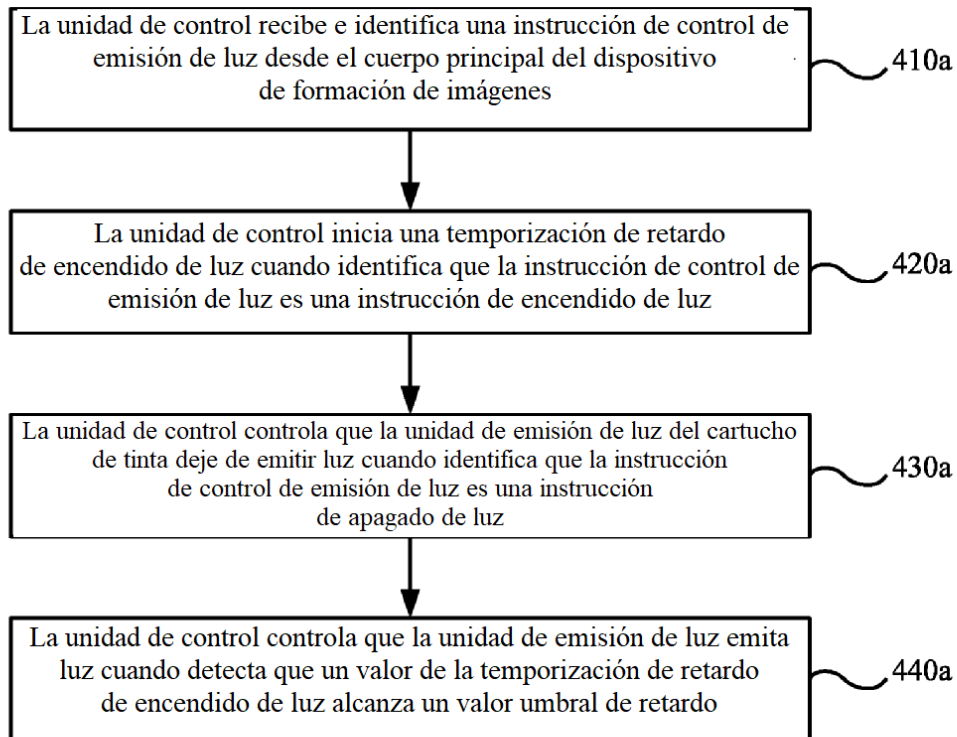 La unidad de control recibe e identifica una instrucción de control de
emisión de luz desde el cuerpo principal del dispositivo
de formación de imágenes
410a
La unidad de control inicia una temporización de retardo
de encendido de luz cuando identifica que la instrucción de control de
emisión de luz es una instrucción de encendido de luz
420a
La unidad de control controla que la unidad de emisión de luz del cartucho
de tinta deje de emitir luz cuando identifica que la instrucción
de control de emisión de luz es una instrucción
de apagado de luz
430a
La unidad de control controla que la unidad de emisión de luz emita
luz cuando detecta que un valor de la temporización de retardo
de encendido de luz alcanza un valor umbral de retardo
440a